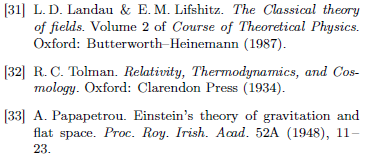 [31] L. D. Landau & E. M. Lifshitz. The Classical theory
of fields. Volume 2 of Course of Theoretical Physics.
Oxford: Butterworth–Heinemann (1987).
[32] R. C. Tolman. Relativity, Thermodynamics, and Cos-
mology. Oxford: Clarendon Press (1934).
[33] A. Papapetrou. Einstein's theory of gravitation and
flat space. Proc. Roy. Irish. Acad. 52A (1948), 11–
23.